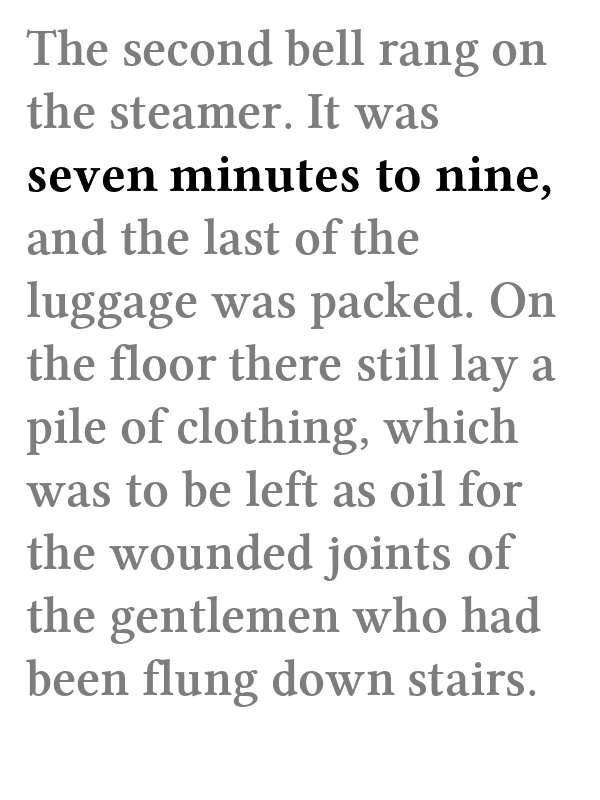 The second bell rang on
the steamer. It was
seven minutes to nine,
and the last of the
luggage was packed. On
the floor there still lay a
pile of clothing, which
was to be left as oil for
the wounded joints of
the gentlemen who had
been flung down stairs.